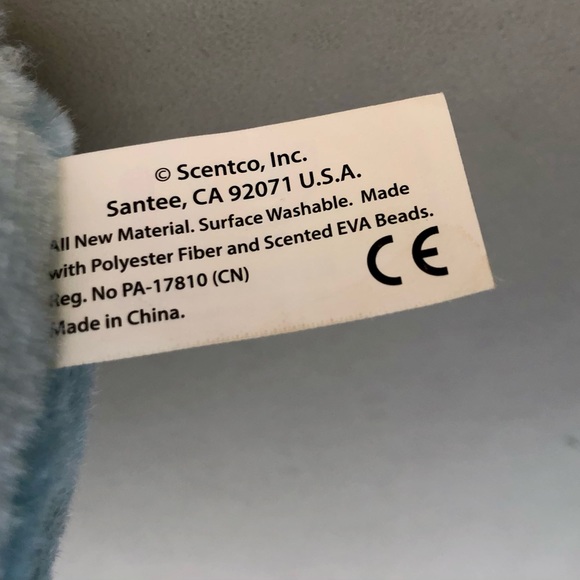 © Scentco, Inc.
Santee, CA 92071 U.S.A.
All New Material. Surface Washable. Made
with Polyester Fiber and Scented EVA Beads.
Reg. No PA-17810 (CN)
Made in China.
CE